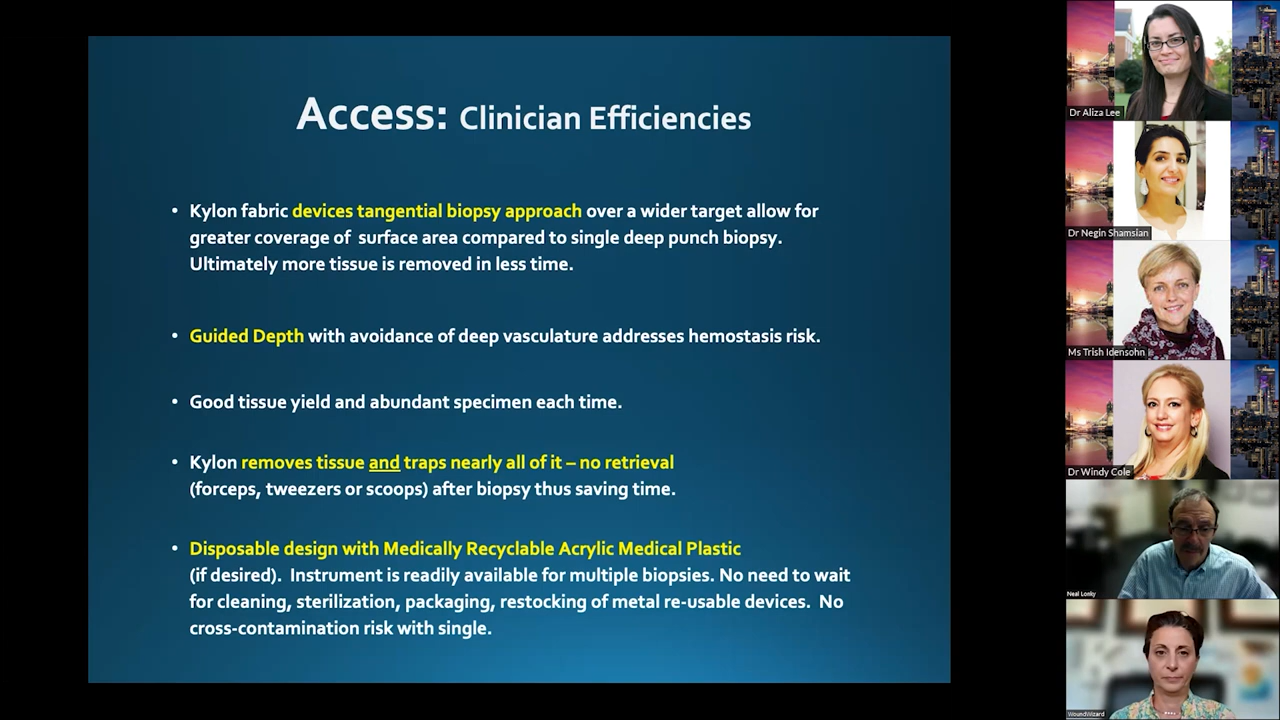 Access: Clinician Efficiencies
• Kylon fabric devices tangential biopsy approach over a wider target allow for
greater coverage of surface area compared to single deep punch biopsy.
Ultimately more tissue is removed in less time.
• Guided Depth with avoidance of deep vasculature addresses hemostasis risk.
• Good tissue yield and abundant specimen each time.
• Kylon removes tissue and traps nearly all of it – no retrieval
(forceps, tweezers or scoops) after biopsy thus saving time.
• Disposable design with Medically Recyclable Acrylic Medical Plastic
(if desired). Instrument is readily available for multiple biopsies. No need to wait
for cleaning, sterilization, packaging, restocking of metal re-usable devices. No
cross-contamination risk with single.
Dr Aliza Lee
Dr Negin Shamsian
Ms Trish Idensohn
Dr Windy Cole
Neal Lonky
WoundWizard